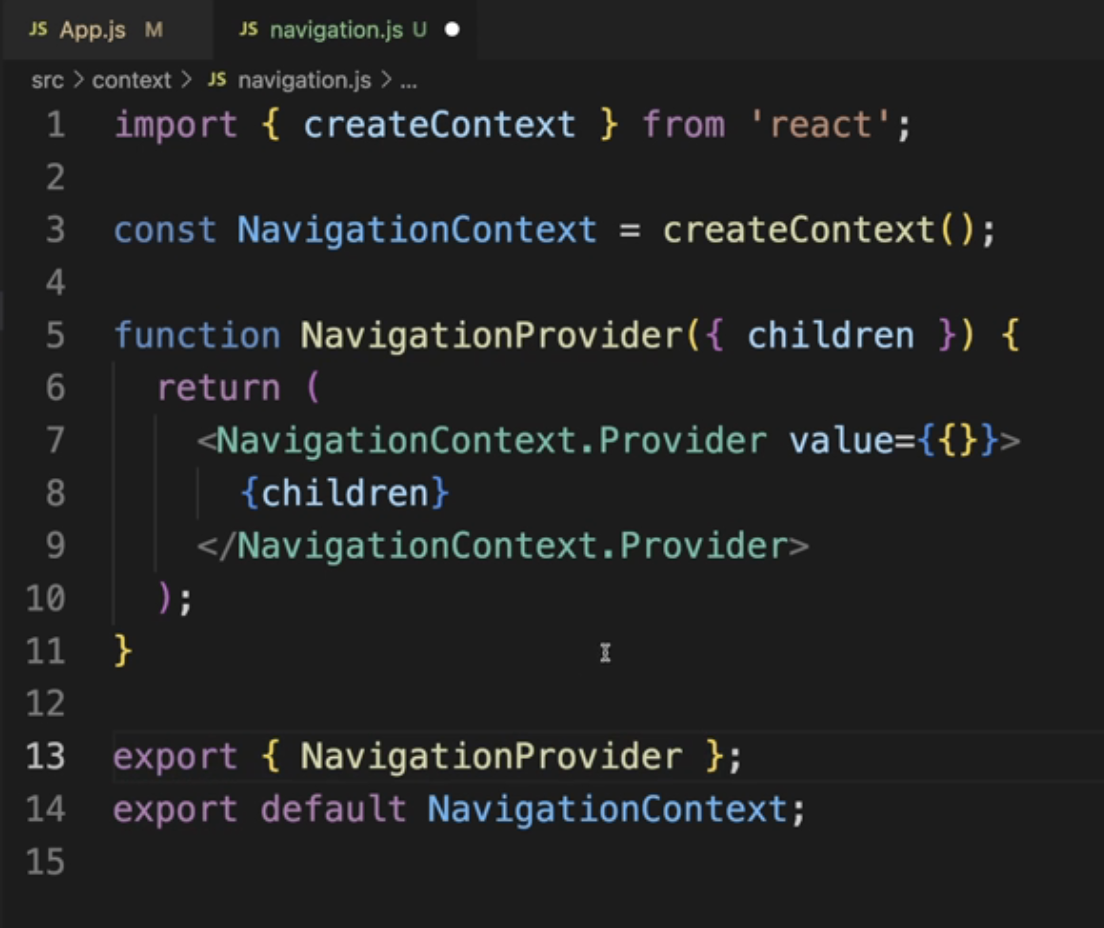 JS App.js M JS navigation.js U
src > context > JS navigation.js > ...
1 import { createContext } from 'react';
2
3 const NavigationContext = createContext();
4
5 function NavigationProvider({ children }) {
6 return (
7 <NavigationContext.Provider value={{}}>
8 {children}
9 </NavigationContext.Provider>
10 );
11 }
12
13 export { NavigationProvider };
14 export default NavigationContext;
15